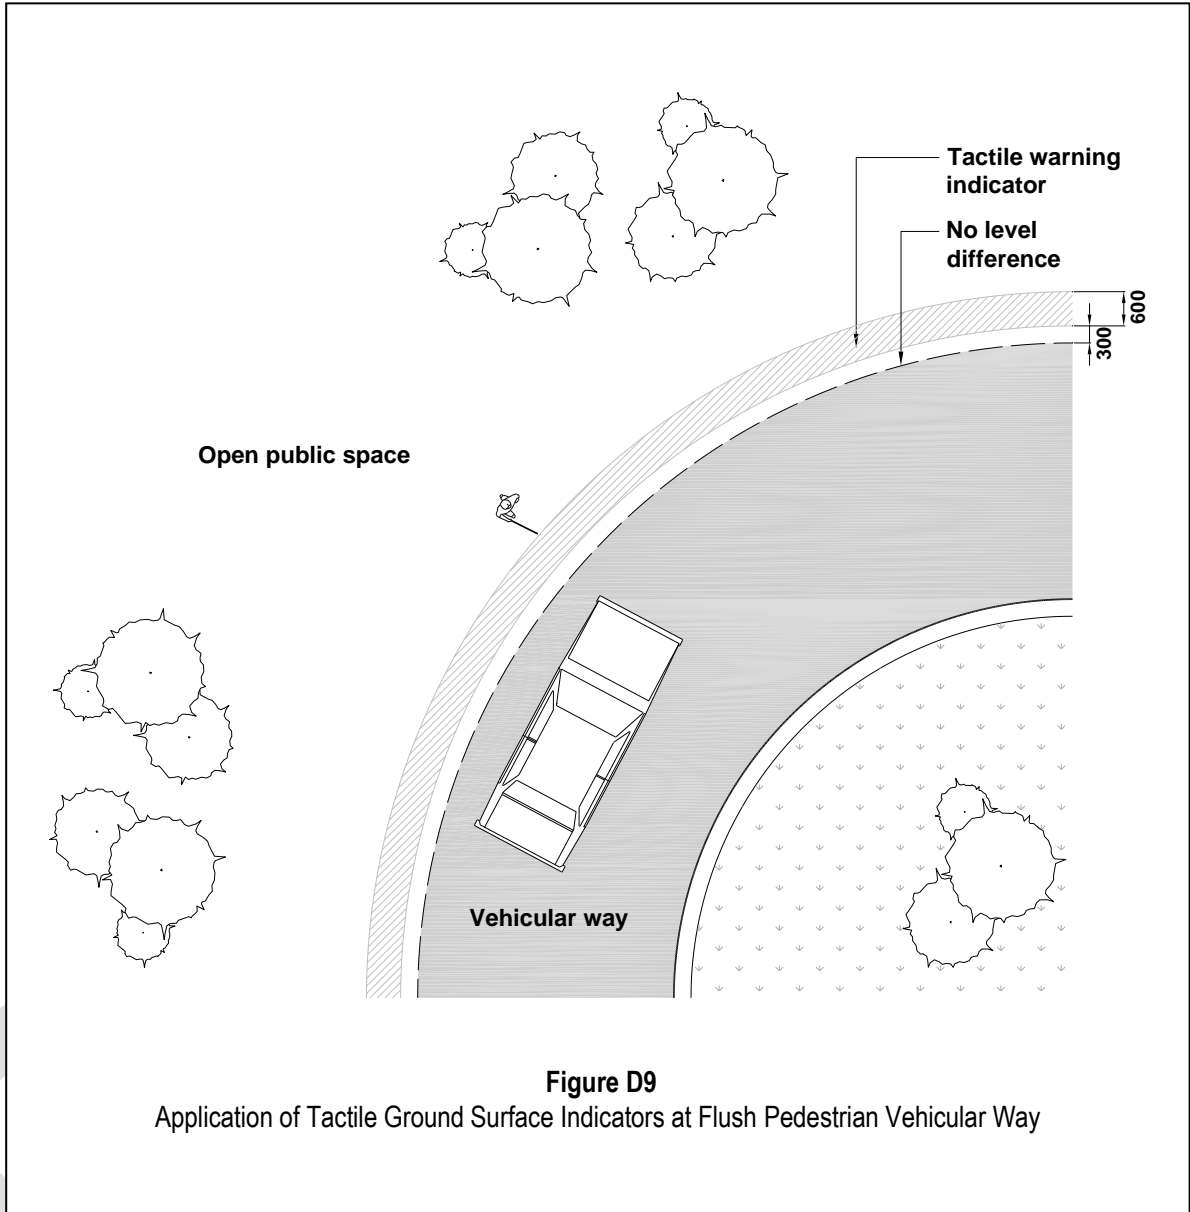 Tactile warning
indicator
No level
difference
600
300
Open public space
Vehicular way
Figure D9
Application of Tactile Ground Surface Indicators at Flush Pedestrian Vehicular Way